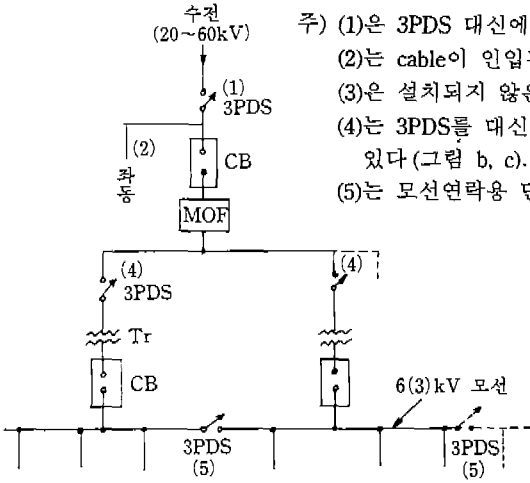 수전
(20~60kV)
(1)
3PDS
(2)
좌동
CB
MOF
(4)
3PDS
(4)
Tr
CB
6(3)kV 모선
3PDS
(5)
3PDS
(5)
주) (1)은 3PDS 대신에
(2)는 cable이 인입
(3)은 설치되지 않은
(4)는 3PDS를 대신
있다(그림 b, c).
(5)는 모선연락용 단